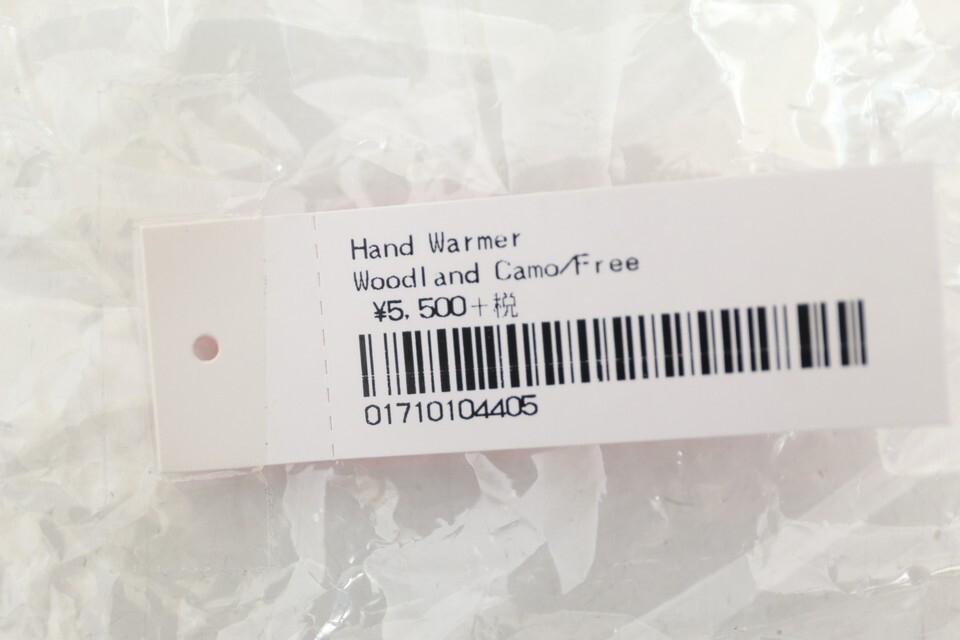 Hand Warmer
Woodland Camo/Free
¥5,500+税
01710104405